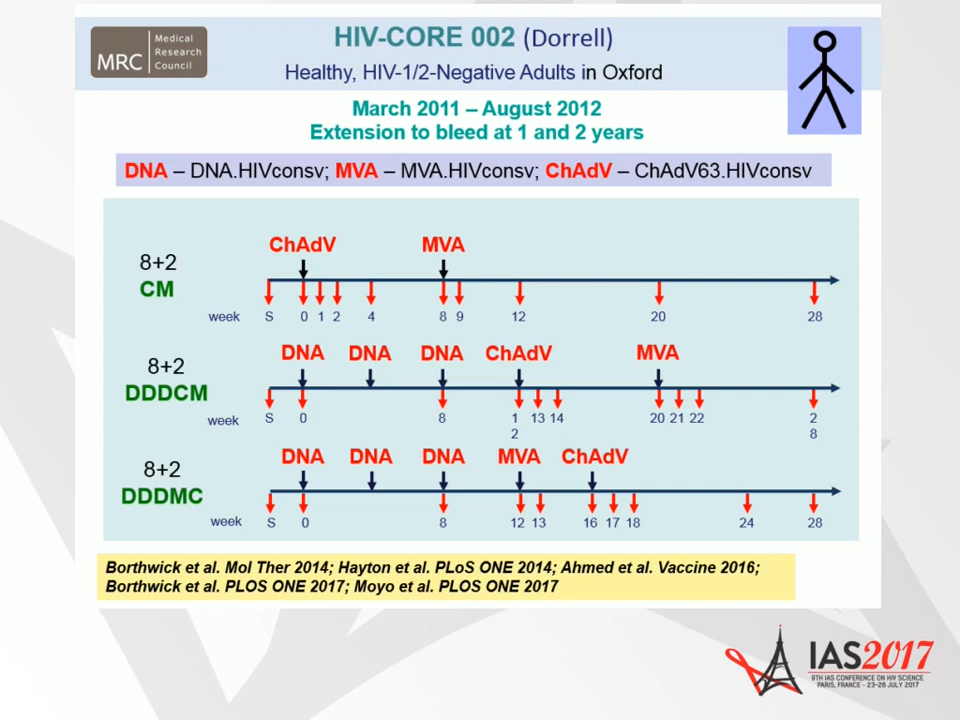 MRC
Medical
Research
Council
HIV-CORE 002 (Dorrell)
Healthy, HIV-1/2-Negative Adults in Oxford
March 2011 – August 2012
Extension to bleed at 1 and 2 years
DNA – DNA.HIVconsv; MVA – MVA.HIVconsv; ChAdV – ChAdV63.HIVconsv
ChAdV MVA
8+2
CM
week S 0 1 2 4 8 9 12 20 28
DNA DNA DNA ChAdV MVA
8+2
DDDCM
week S 0 8 1 13 14 20 21 22 2
2 8
DNA DNA DNA MVA ChAdV
8+2
DDDMC
week S 0 8 12 13 16 17 18 24 28
Borthwick et al. Mol Ther 2014; Hayton et al. PLoS ONE 2014; Ahmed et al. Vaccine 2016;
Borthwick et al. PLOS ONE 2017; Moyo et al. PLOS ONE 2017
IAS2017
9TH IAS CONFERENCE ON HIV SCIENCE
PARIS, FRANCE - 23-26 JULY 2017